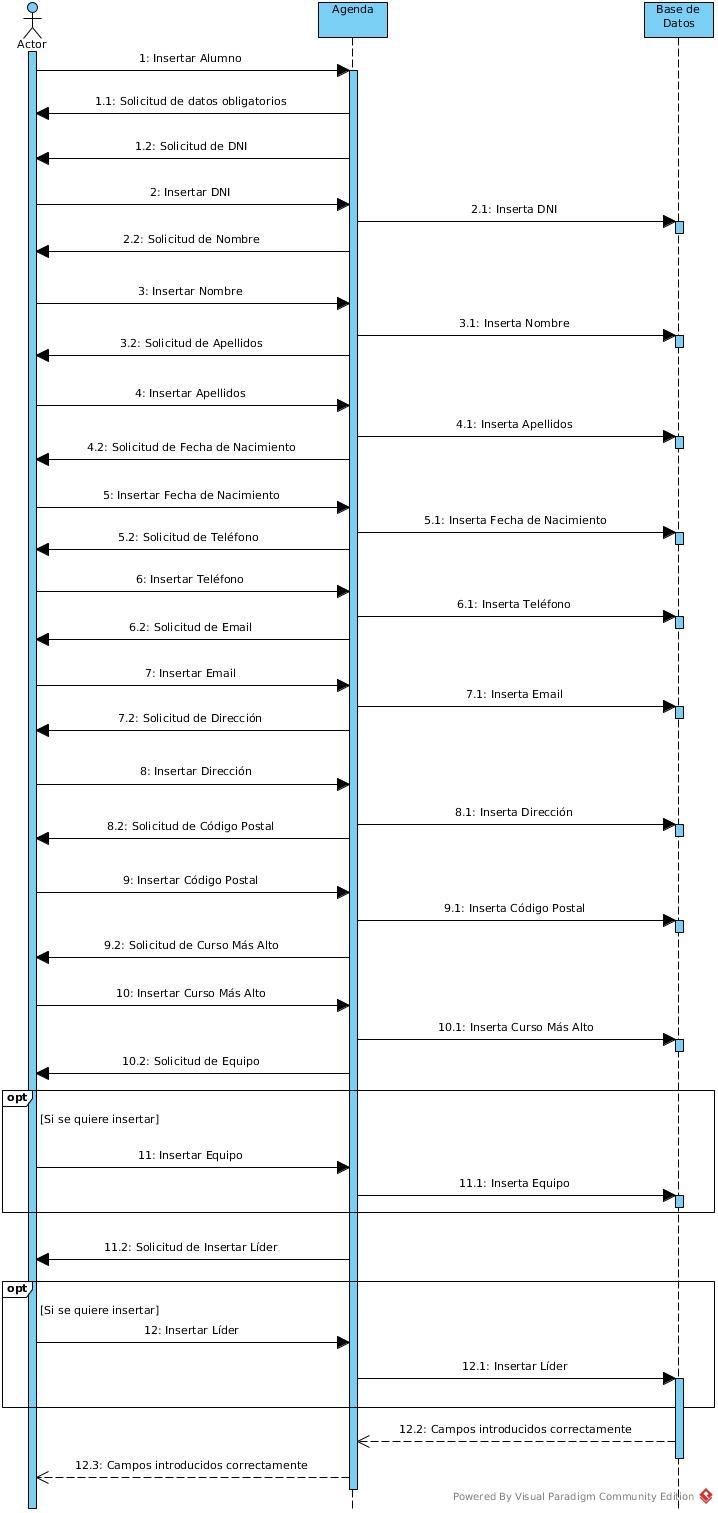 Agenda
Base de
Datos
Actor
1: Insertar Alumno
1.1: Solicitud de datos obligatorios
1.2: Solicitud de DNI
2: Insertar DNI
2.1: Inserta DNI
2.2: Solicitud de Nombre
3: Insertar Nombre
3.1: Inserta Nombre
3.2: Solicitud de Apellidos
4: Insertar Apellidos
4.1: Inserta Apellidos
4.2: Solicitud de Fecha de Nacimiento
5: Insertar Fecha de Nacimiento
5.1: Inserta Fecha de Nacimiento
5.2: Solicitud de Teléfono
6: Insertar Teléfono
6.1: Inserta Teléfono
6.2: Solicitud de Email
7: Insertar Email
7.1: Inserta Email
7.2: Solicitud de Dirección
8: Insertar Dirección
8.1: Inserta Dirección
8.2: Solicitud de Código Postal
9: Insertar Código Postal
9.1: Inserta Código Postal
9.2: Solicitud de Curso Más Alto
10: Insertar Curso Más Alto
10.1: Inserta Curso Más Alto
10.2: Solicitud de Equipo
opt
[Si se quiere insertar]
11: Insertar Equipo
11.1: Inserta Equipo
11.2: Solicitud de Insertar Líder
opt
[Si se quiere insertar]
12: Insertar Líder
12.1: Insertar Líder
12.2: Campos introducidos correctamente
12.3: Campos introducidos correctamente
Powered By Visual Paradigm Community Edition